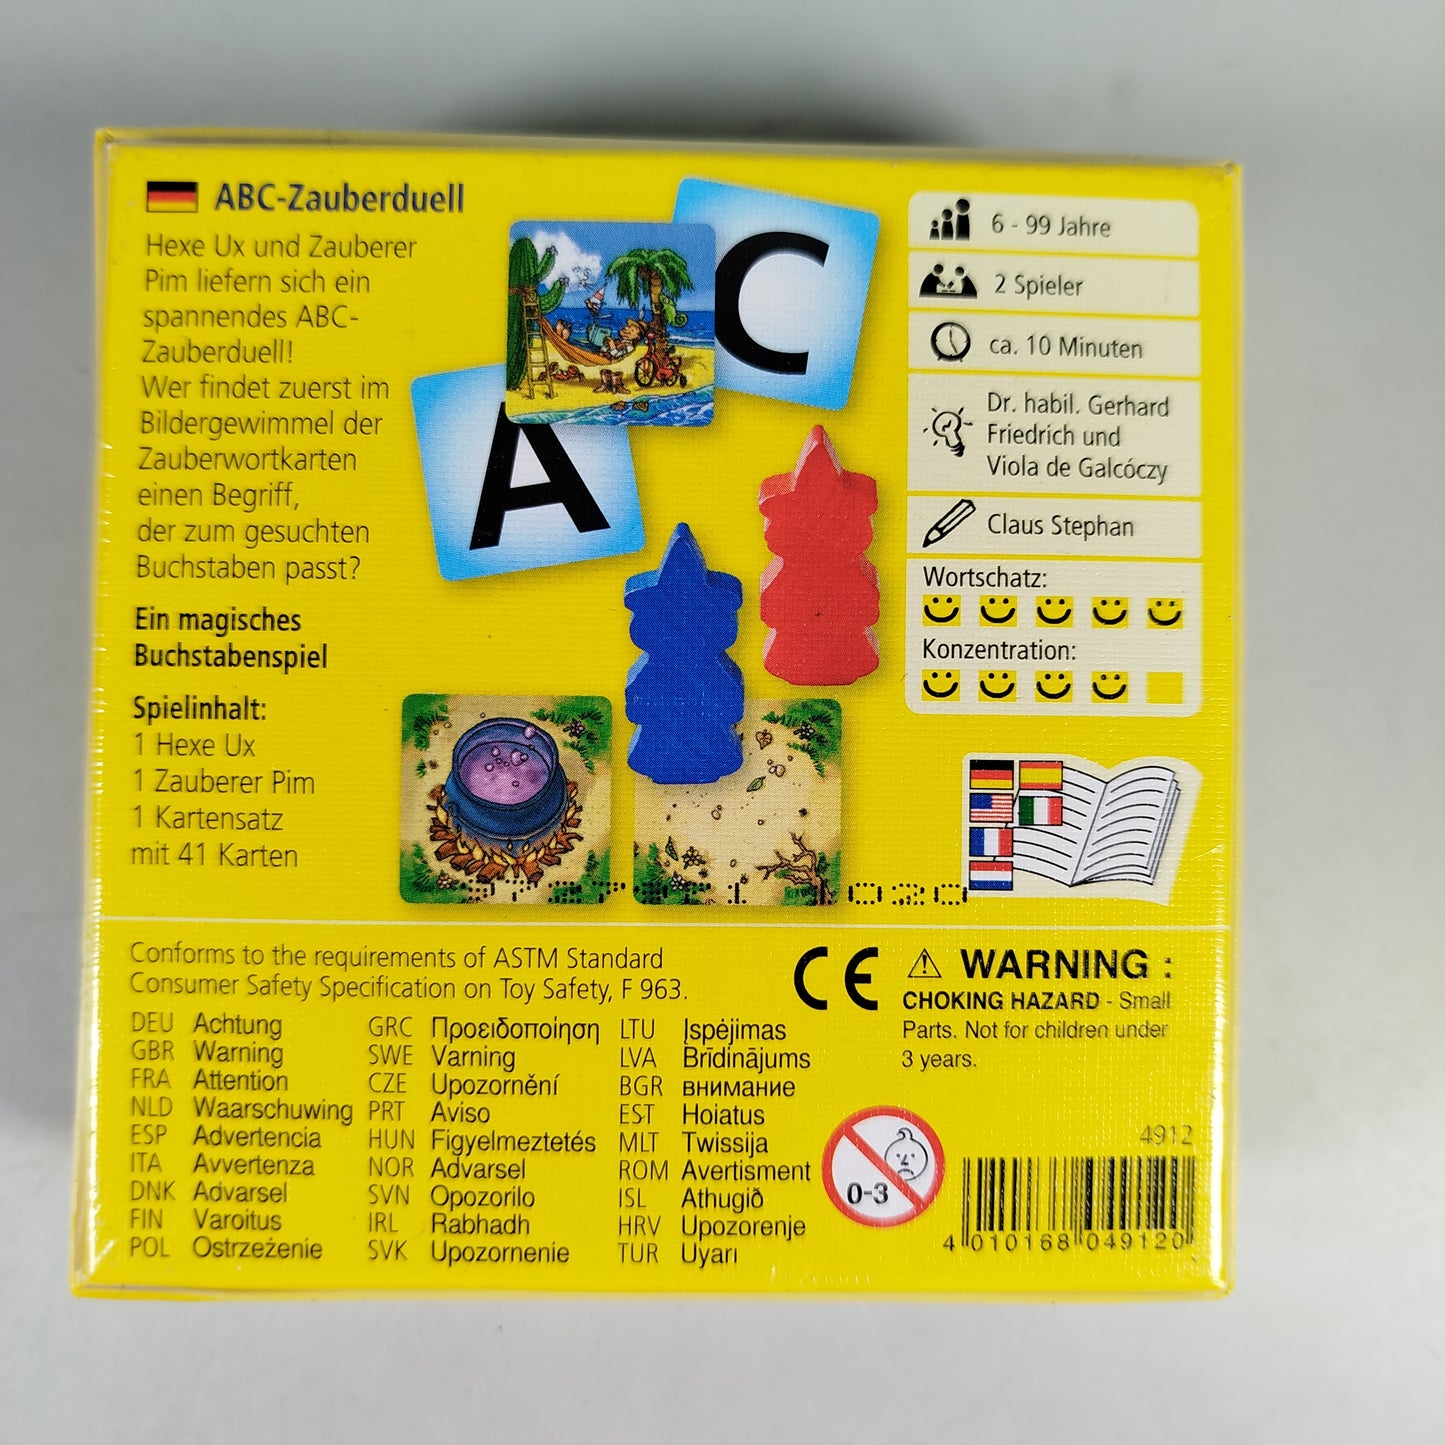 ABC-Zauberduell
Hexe Ux und Zauberer
Pim liefern sich ein
spannendes ABC-
Zauberduell!
Wer findet zuerst im
Bildergewimmel der
Zauberwortkarten
einen Begriff,
der zum gesuchten
Buchstaben passt?
Ein magisches
Buchstabenspiel
Spielinhalt:
1 Hexe Ux
1 Zauberer Pim
1 Kartensatz
mit 41 Karten
C
A
6 - 99 Jahre
2 Spieler
ca. 10 Minuten
Dr. habil. Gerhard
Friedrich und
Viola de Galcóczy
Claus Stephan
Wortschatz:
Konzentration:
Conforms to the requirements of ASTM Standard
Consumer Safety Specification on Toy Safety, F 963.
CE
WARNING :
CHOKING HAZARD - Small
Parts. Not for children under
3 years.
DEU Achtung
GBR Warning
FRA Attention
NLD Waarschuwing
ESP Advertencia
ITA Avvertenza
DNK Advarsel
FIN Varoitus
POL Ostrzeżenie
GRC Προειδοποίηση
SWE Varning
CZE Upozornění
PRT Aviso
HUN Figyelmeztetés
NOR Advarsel
SVN Opozorilo
IRL Rabhadh
SVK Upozornenie
LTU Įspėjimas
LVA Brīdinājums
BGR внимание
EST Hoiatus
MLT Twissija
ROM Avertisment
ISL Athugið
HRV Upozorenje
TUR Uyarı
0-3
4912
4 010168 049120